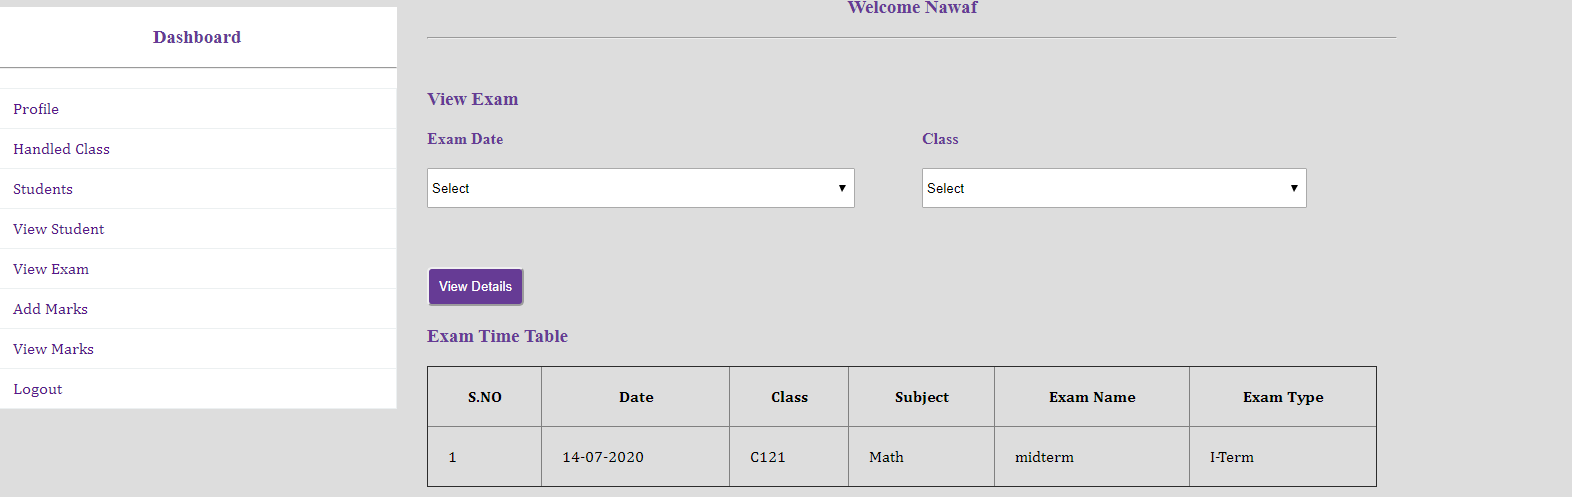 Welcome Nawaf
Dashboard
Profile
Handled Class
Students
View Student
View Exam
Add Marks
View Marks
Logout
View Exam
Exam Date Class
Select Select
View Details
Exam Time Table
S.NO Date Class Subject Exam Name Exam Type
1 14-07-2020 C121 Math midterm I-Term